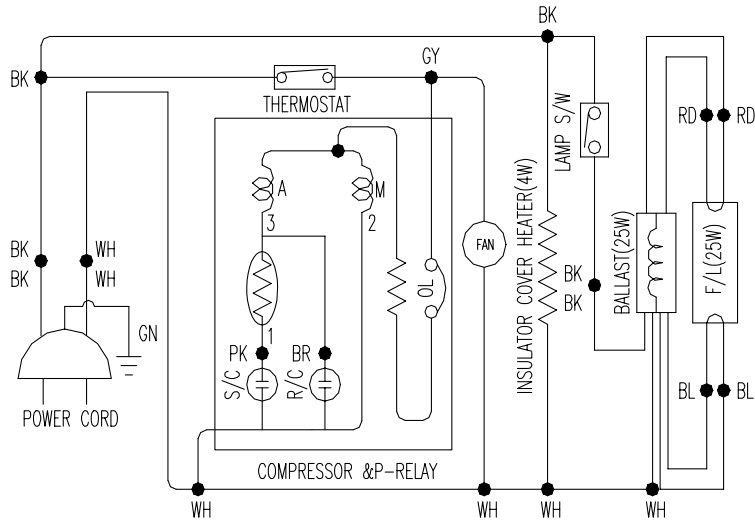 BK
GY
BK
THERMOSTAT
LAMP S/W
RD
RD
A
M
3
2
INSULATOR COVER HEATER(4W)
FAN
BALLAST(25W)
F/L(25W)
BK
WH
BK
WH
OL
BK
BK
GN
1
PK
BR
S/C
R/C
BL
BL
POWER CORD
COMPRESSOR &P-RELAY
WH
WH
WH
WH